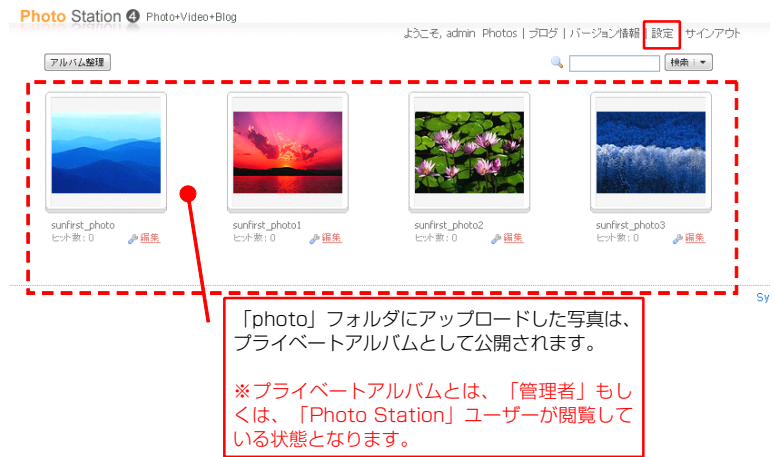 Photo Station 4 Photo+Video+Blog
ようこそ, admin Photos | ブログ | バージョン情報 | 設定 | サインアウト
アルバム整理
検索
sunfirst_photo
ヒット数: 0 編集
sunfirst_photo1
ヒット数: 0 編集
sunfirst_photo2
ヒット数: 0 編集
sunfirst_photo3
ヒット数: 0 編集
Sy
「photo」フォルダにアップロードした写真は、
プライベートアルバムとして公開されます。
※プライベートアルバムとは、「管理者」もし
くは、「Photo Station」ユーザーが閲覧して
いる状態となります。